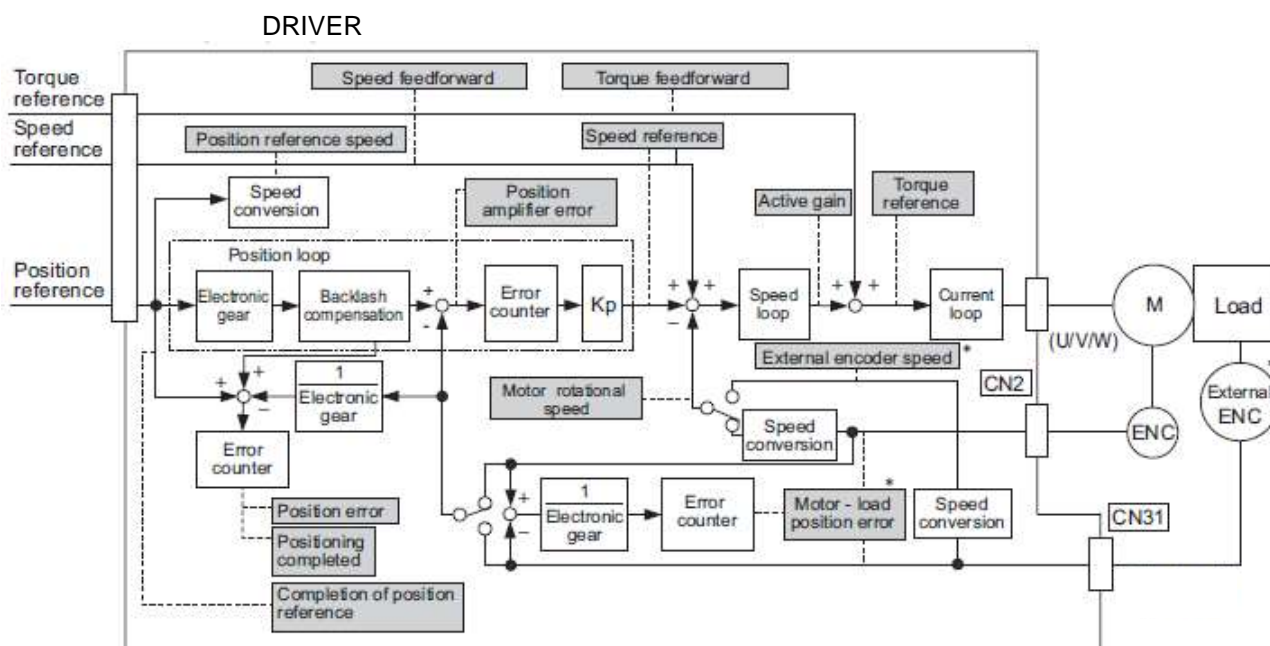 DRIVER
Torque
reference
Speed
reference
Position
reference
Speed feedforward
Torque feedforward
Position reference speed
Speed reference
Speed
conversion
Position
amplifier error
Active gain
Torque
reference
Position loop
Electronic
gear
Backlash
compensation
+
-
Error
counter
Kp
+
+
−
Speed
loop
+
+
Current
loop
(U/V/W)
M
Load
External encoder speed *
CN2
*
External
ENC
ENC
+
+
−
1
Electronic
gear
Motor rotational
speed
Speed
conversion
Error
counter
+
−
1
Electronic
gear
Error
counter
*
Motor - load
position error
Speed
conversion
CN31
Position error
Positioning
completed
Completion of position
reference